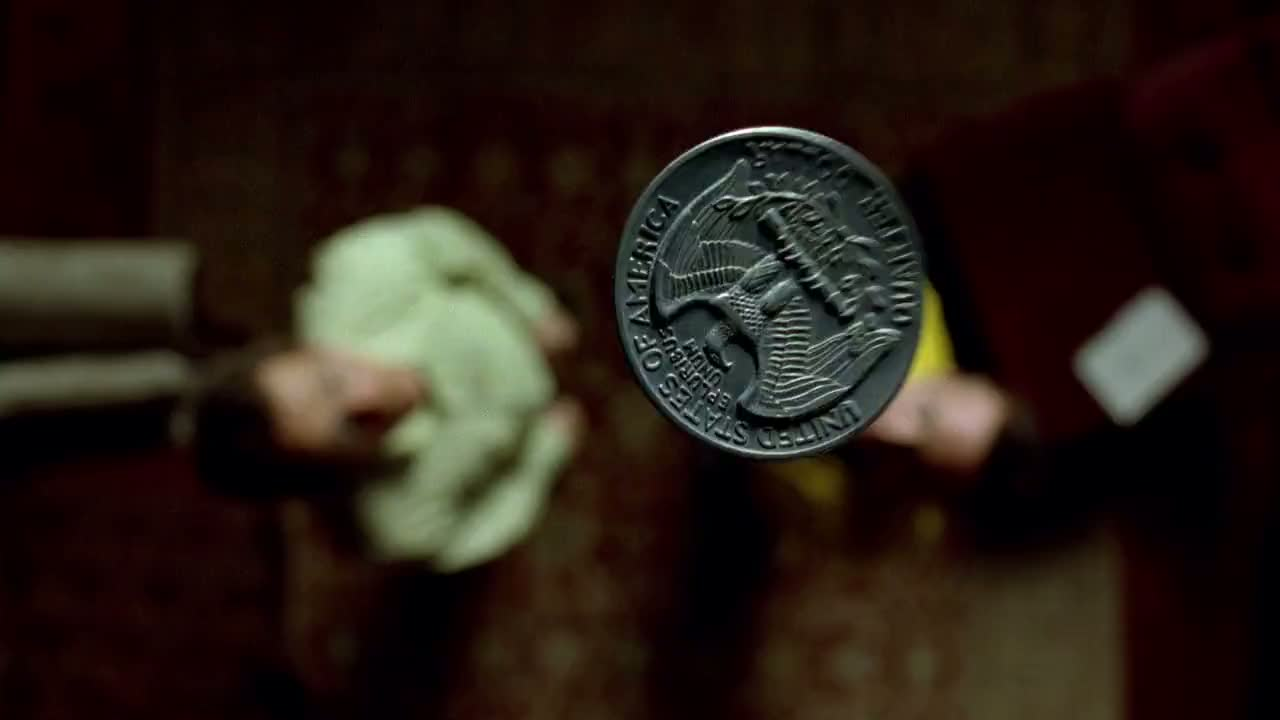 UNITED STATES OF AMERICA
E PLURIBUS
UNUM